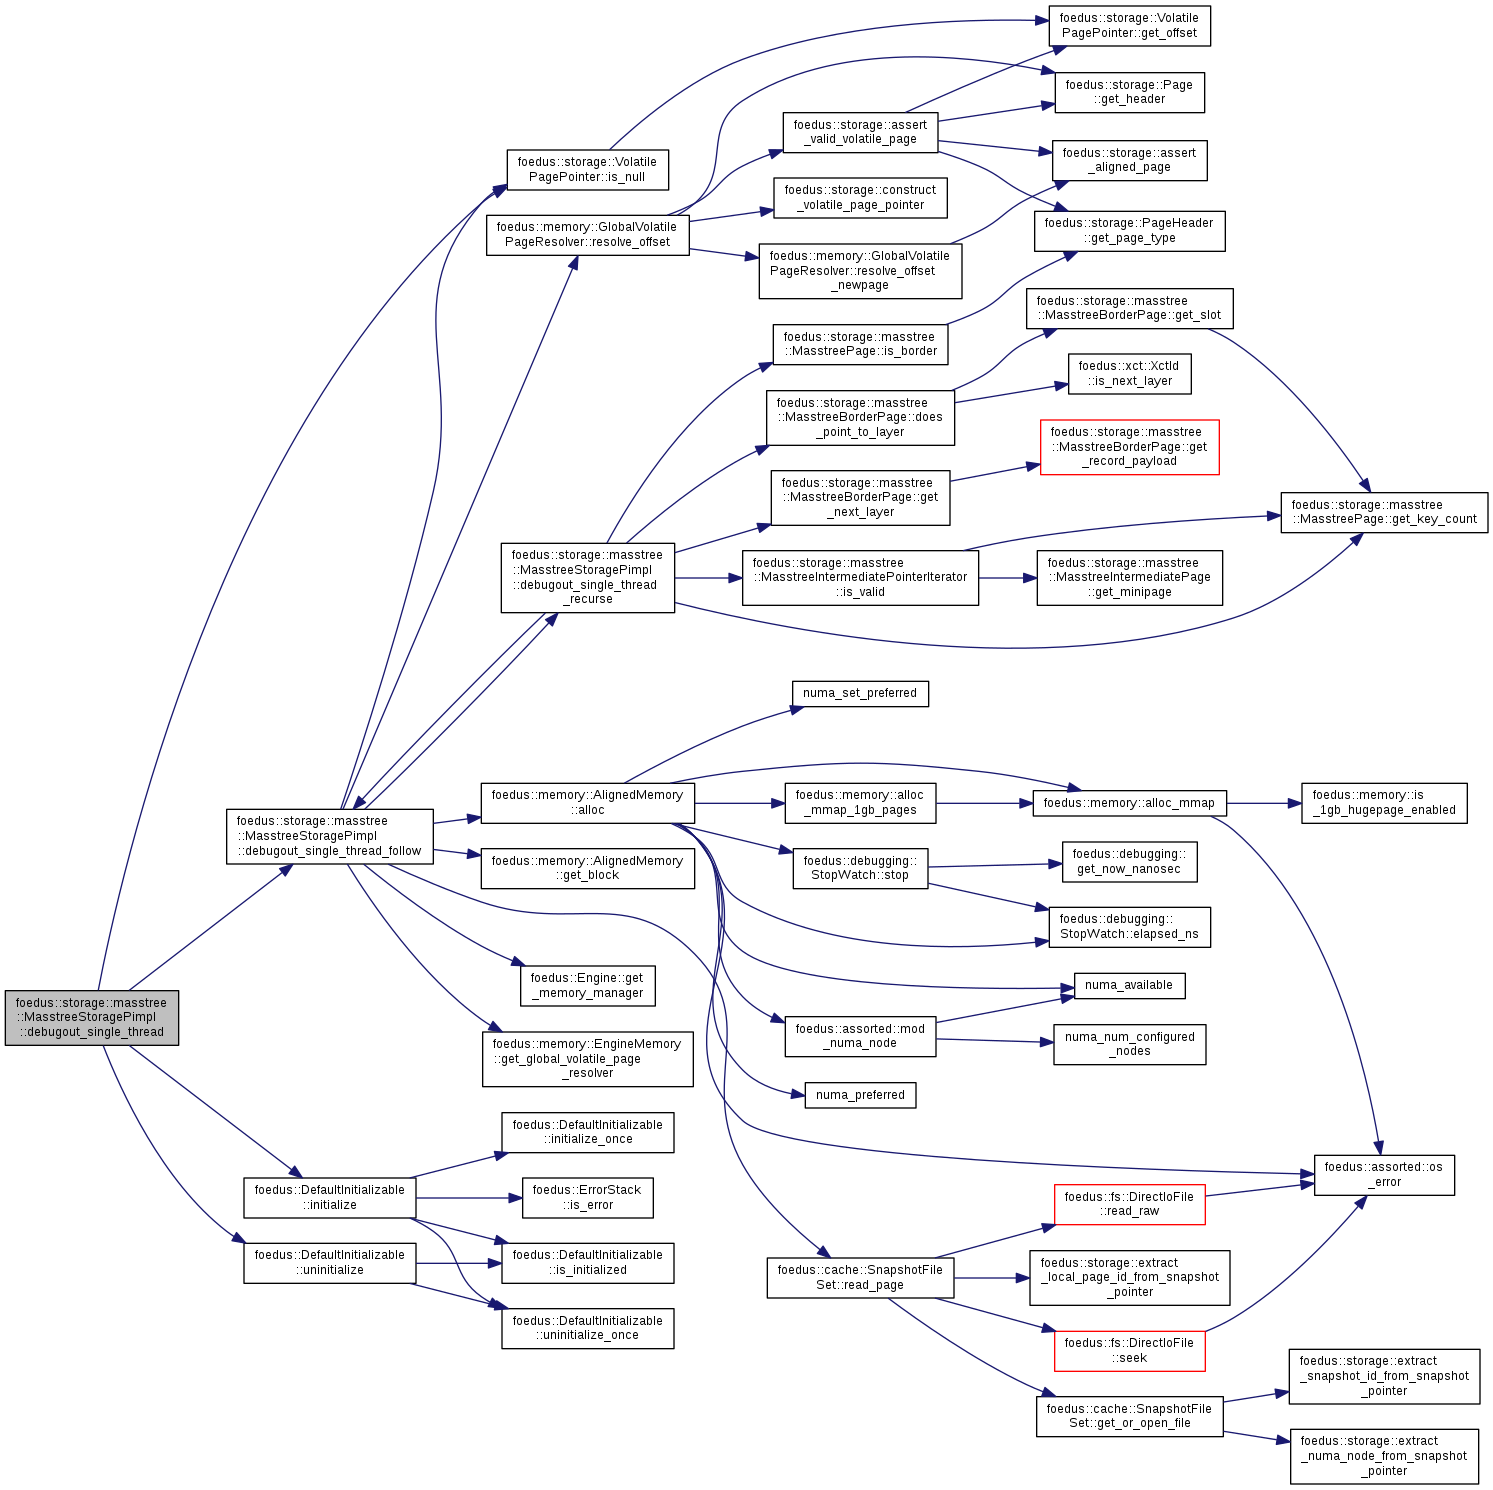 foedus::storage::masstree
::MasstreeStoragePimpl
::debugout_single_thread
foedus::storage::Volatile
PagePointer::is_null
foedus::memory::GlobalVolatile
PageResolver::resolve_offset
foedus::storage::masstree
::MasstreeStoragePimpl
::debugout_single_thread
_recurse
foedus::storage::masstree
::MasstreeStoragePimpl
::debugout_single_thread_follow
foedus::memory::AlignedMemory
::alloc
foedus::memory::AlignedMemory
::get_block
foedus::Engine::get
_memory_manager
foedus::memory::EngineMemory
::get_global_volatile_page
_resolver
foedus::DefaultInitializable
::initialize_once
foedus::DefaultInitializable
::initialize
foedus::ErrorStack
::is_error
foedus::DefaultInitializable
::uninitialize
foedus::DefaultInitializable
::is_initialized
foedus::DefaultInitializable
::uninitialize_once
foedus::storage::Volatile
PagePointer::get_offset
foedus::storage::Page
::get_header
foedus::storage::assert
_valid_volatile_page
foedus::storage::assert
_aligned_page
foedus::storage::construct
_volatile_page_pointer
foedus::storage::PageHeader
::get_page_type
foedus::memory::GlobalVolatile
PageResolver::resolve_offset
_newpage
foedus::storage::masstree
::MasstreeBorderPage::get_slot
foedus::storage::masstree
::MasstreePage::is_border
foedus::xct::XctId
::is_next_layer
foedus::storage::masstree
::MasstreeBorderPage::does
_point_to_layer
foedus::storage::masstree
::MasstreeBorderPage::get
_record_payload
foedus::storage::masstree
::MasstreeBorderPage::get
_next_layer
foedus::storage::masstree
::MasstreePage::get_key_count
foedus::storage::masstree
::MasstreeIntermediatePointerIterator
::is_valid
foedus::storage::masstree
::MasstreeIntermediatePage
::get_minipage
numa_set_preferred
foedus::memory::alloc
_mmap_1gb_pages
foedus::memory::alloc_mmap
foedus::memory::is
_1gb_hugepage_enabled
foedus::debugging::
StopWatch::stop
foedus::debugging::
get_now_nanosec
foedus::debugging::
StopWatch::elapsed_ns
numa_available
foedus::assorted::mod
_numa_node
numa_num_configured
_nodes
numa_preferred
foedus::assorted::os
_error
foedus::fs::DirectIoFile
::read_raw
foedus::cache::SnapshotFile
Set::read_page
foedus::storage::extract
_local_page_id_from_snapshot
_pointer
foedus::fs::DirectIoFile
::seek
foedus::cache::SnapshotFile
Set::get_or_open_file
foedus::storage::extract
_snapshot_id_from_snapshot
_pointer
foedus::storage::extract
_numa_node_from_snapshot
_pointer